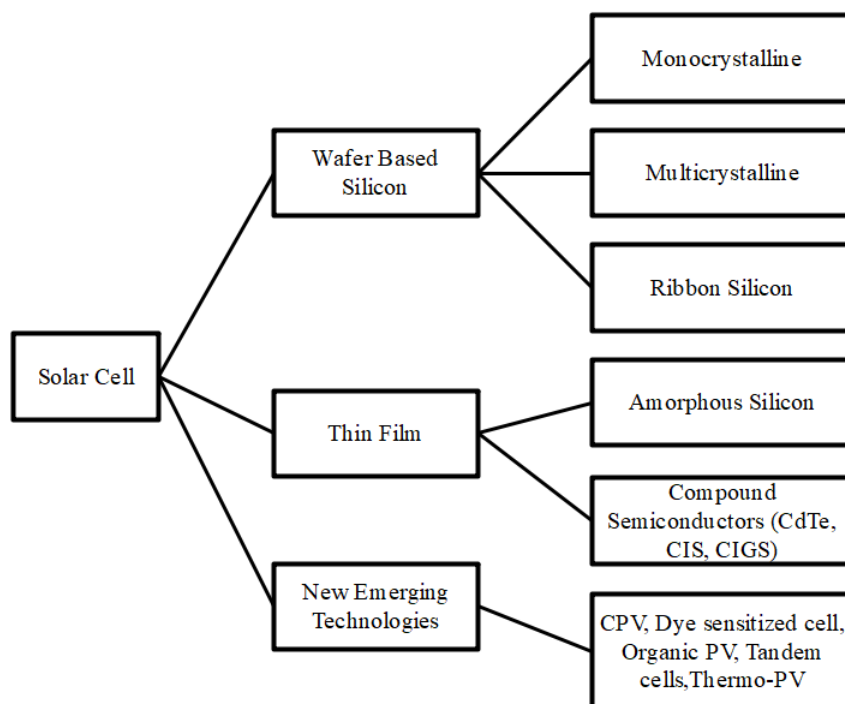 Monocrystalline
Wafer Based
Silicon
Multicrystalline
Ribbon Silicon
Solar Cell
Thin Film
Amorphous Silicon
Compound
Semiconductors (CdTe,
CIS, CIGS)
New Emerging
Technologies
CPV, Dye sensitized cell,
Organic PV, Tandem
cells,Thermo-PV